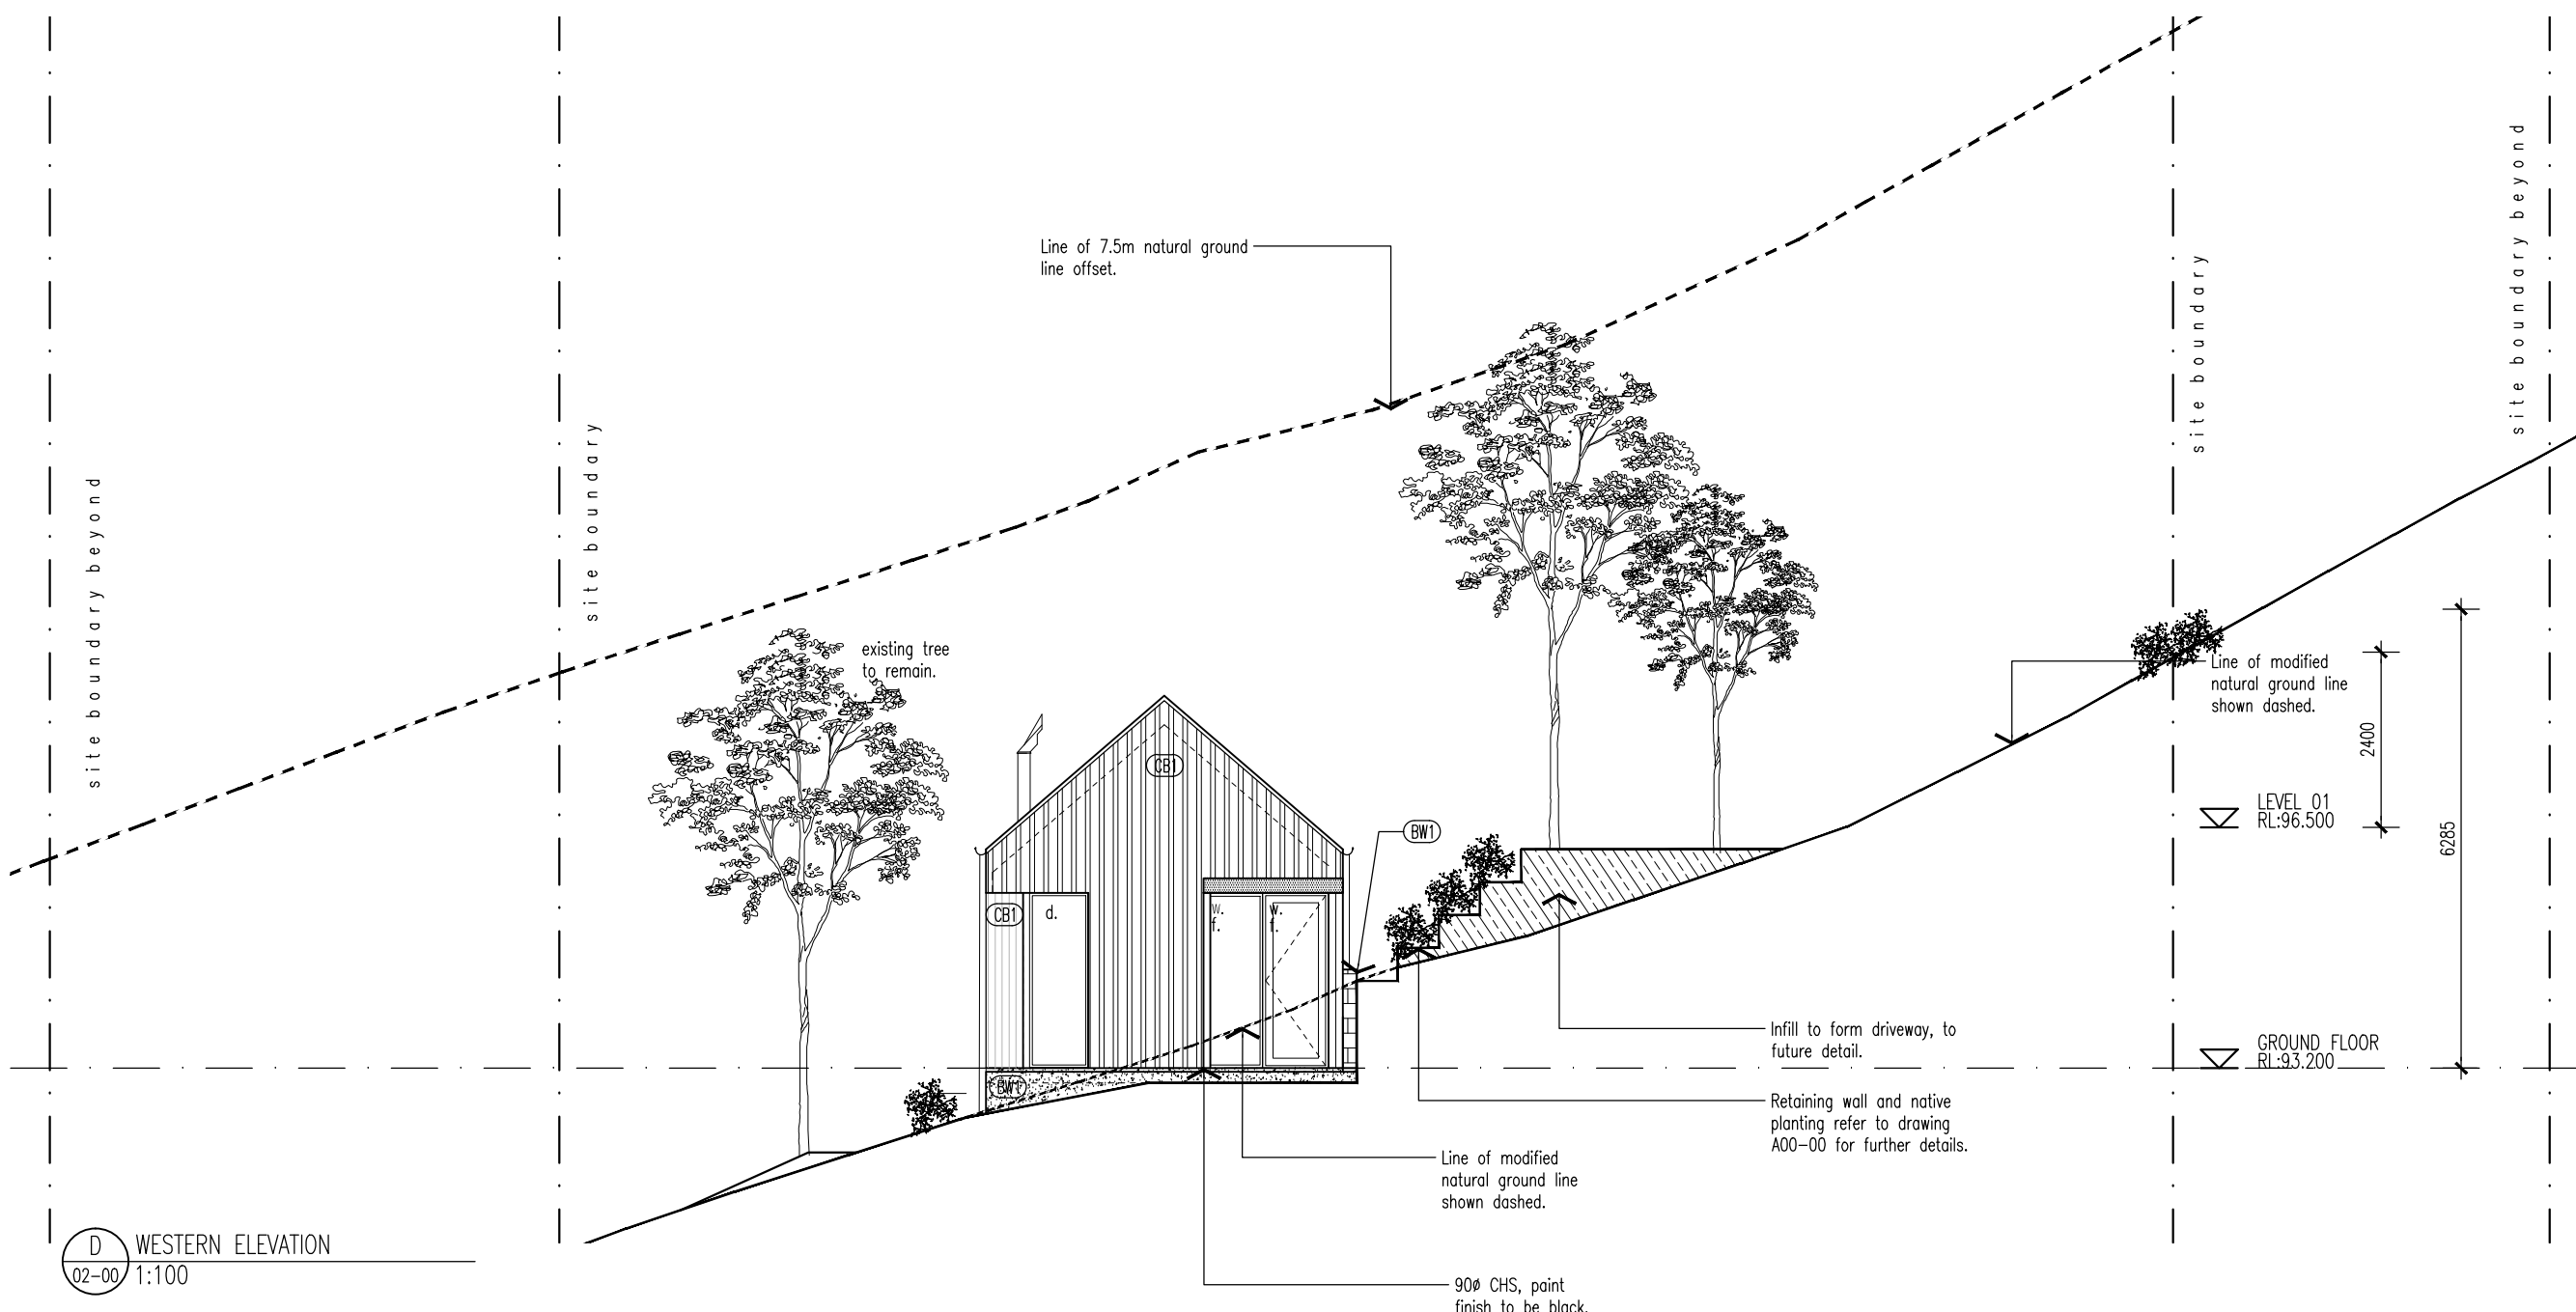 Line of 7.5m natural ground
line offset.
site boundary beyond
site boundary
existing tree
to remain.
CB1
CB1
d.
w.
f.
w.
f.
BW1
BW1
site boundary
site boundary beyond
Line of modified
natural ground line
shown dashed.
2400
6285
LEVEL 01
RL:96.500
GROUND FLOOR
RL:93.200
Infill to form driveway, to
future detail.
Retaining wall and native
planting refer to drawing
A00-00 for further details.
Line of modified
natural ground line
shown dashed.
90ø CHS, paint
finish to be black.
D
02-00
WESTERN ELEVATION
1:100